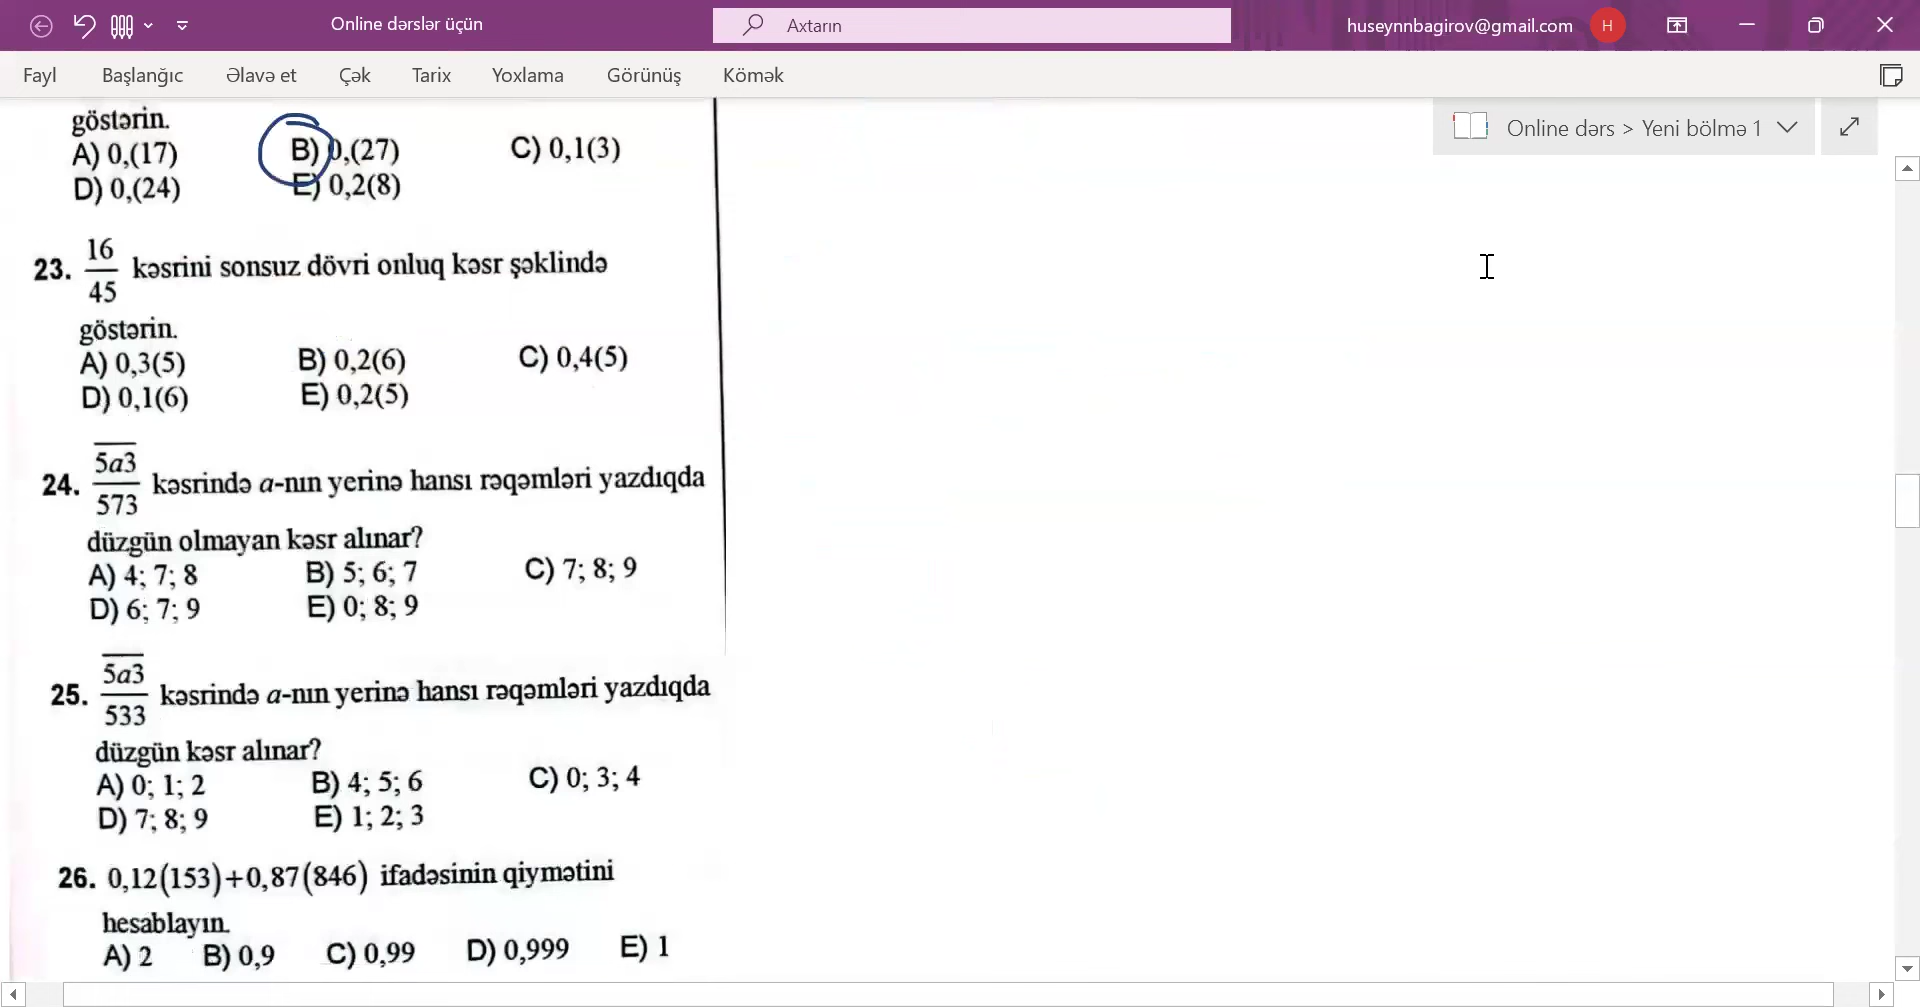 Online dərslər üçün
Axtarın
huseynnbagirov@gmail.com
H
Fayl Başlanğıc Əlavə et Çək Tarix Yoxlama Görünüş Kömək
Online dərs > Yeni bölmə 1
göstərin.
A) 0,(17) B) 0,(27) C) 0,1(3)
D) 0,(24) E) 0,2(8)
23. 16/45 kəsrini sonsuz dövri onluq kəsr şəklində
göstərin.
A) 0,3(5) B) 0,2(6) C) 0,4(5)
D) 0,1(6) E) 0,2(5)
24. 5a3/573 kəsrində a-nın yerinə hansı rəqəmləri yazdıqda
düzgün olmayan kəsr alınar?
A) 4; 7; 8 B) 5; 6; 7 C) 7; 8; 9
D) 6; 7; 9 E) 0; 8; 9
25. 5a3/533 kəsrində a-nın yerinə hansı rəqəmləri yazdıqda
düzgün kəsr alınar?
A) 0; 1; 2 B) 4; 5; 6 C) 0; 3; 4
D) 7; 8; 9 E) 1; 2; 3
26. 0,12(153)+0,87(846) ifadəsinin qiymətini
hesablayın.
A) 2 B) 0,9 C) 0,99 D) 0,999 E) 1